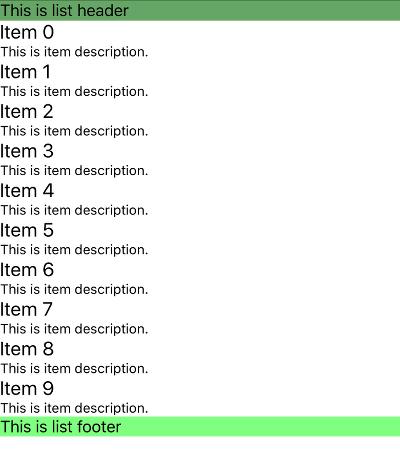 This is list header
Item 0
This is item description.
Item 1
This is item description.
Item 2
This is item description.
Item 3
This is item description.
Item 4
This is item description.
Item 5
This is item description.
Item 6
This is item description.
Item 7
This is item description.
Item 8
This is item description.
Item 9
This is item description.
This is list footer